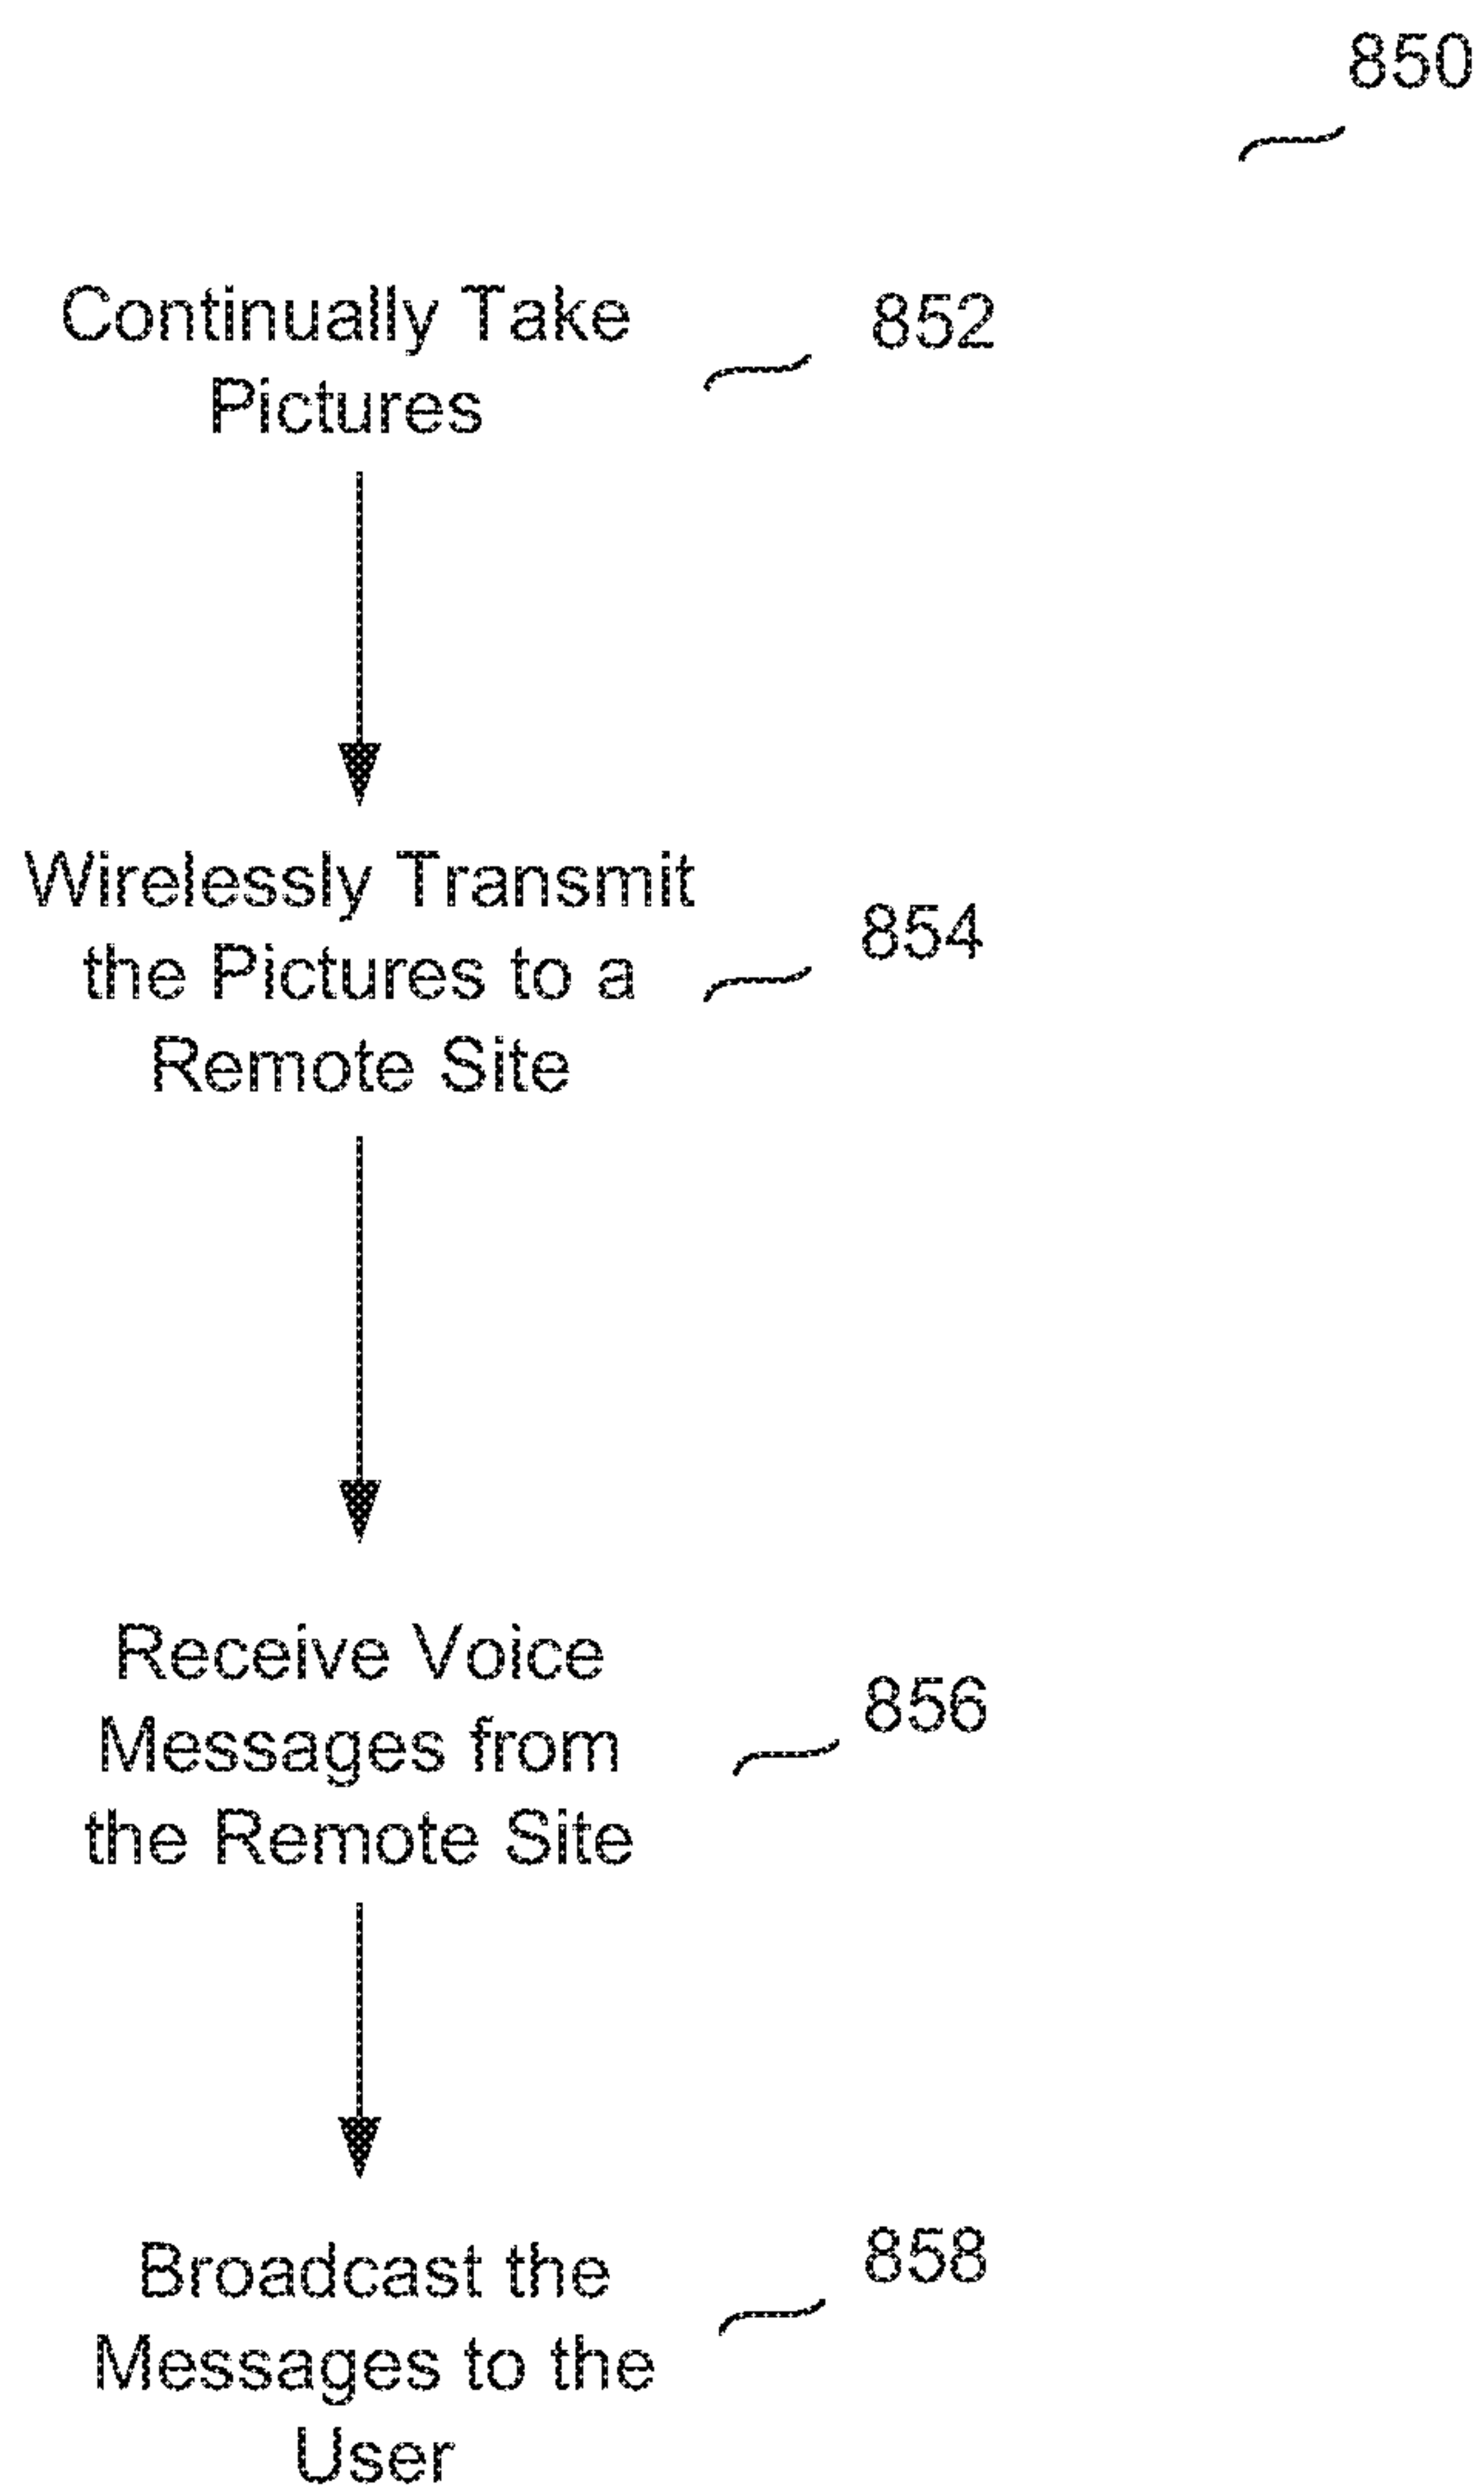 850
Continually Take
Pictures
852
Wirelessly Transmit
the Pictures to a
Remote Site
854
Receive Voice
Messages from
the Remote Site
856
Broadcast the
Messages to the
User
858